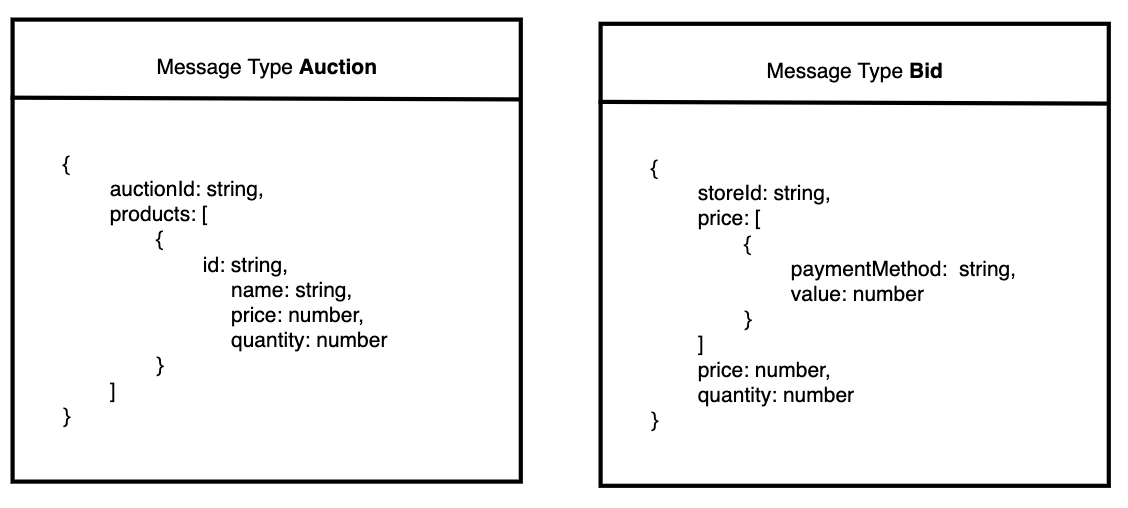 Message Type Auction
{
auctionId: string,
products: [
{
id: string,
name: string,
price: number,
quantity: number
}
]
}
Message Type Bid
{
storeId: string,
price: [
{
paymentMethod:  string,
value: number
}
]
price: number,
quantity: number
}